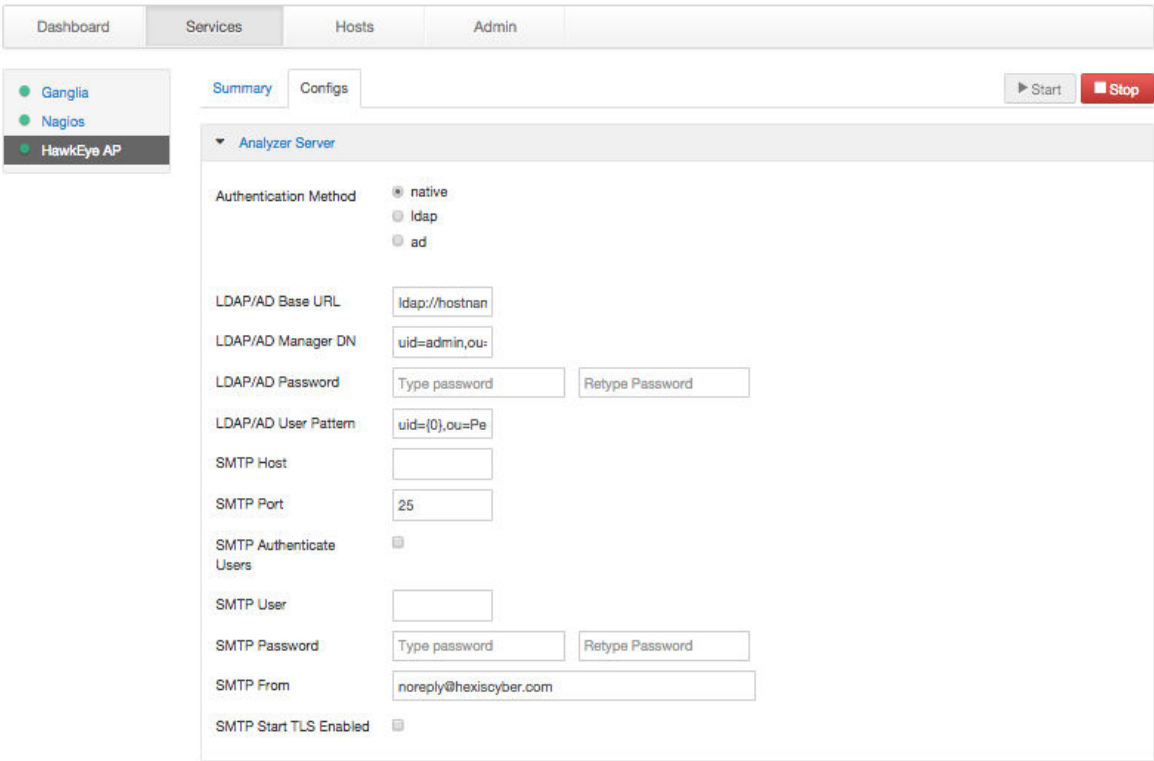 Dashboard
Services
Hosts
Admin
Ganglia
Nagios
HawkEye AP
Summary
Configs
Start
Stop
Analyzer Server
Authentication Method
native
ldap
ad
LDAP/AD Base URL
ldap://hostnan
LDAP/AD Manager DN
uid=admin,ou=
LDAP/AD Password
Type password
Retype Password
LDAP/AD User Pattern
uid={0},ou=Pe
SMTP Host
SMTP Port
25
SMTP Authenticate
Users
SMTP User
SMTP Password
Type password
Retype Password
SMTP From
noreply@hexiscyber.com
SMTP Start TLS Enabled